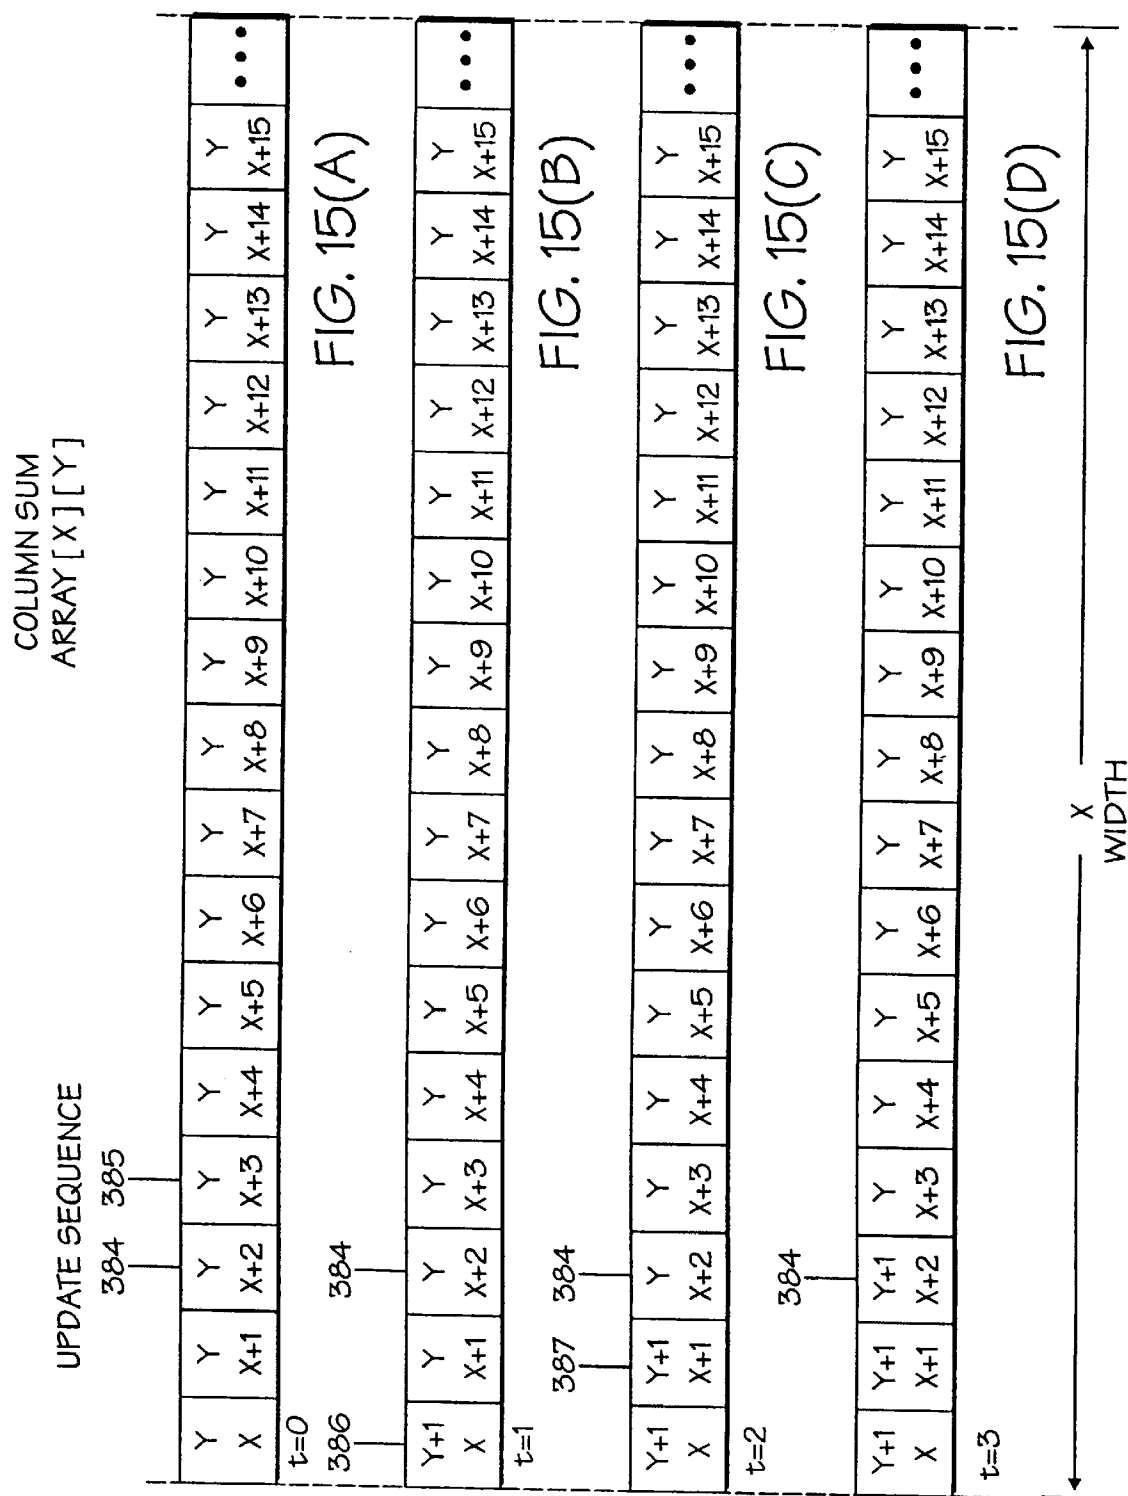 COLUMN SUM
ARRAY [ X ] [ Y ]
UPDATE SEQUENCE
384 385
Y Y Y Y Y Y Y Y Y Y Y Y Y Y Y Y •••
X X+1 X+2 X+3 X+4 X+5 X+6 X+7 X+8 X+9 X+10 X+11 X+12 X+13 X+14 X+15
t=0
FIG. 15(A)
386 384
Y+1 Y Y Y Y Y Y Y Y Y Y Y Y Y Y Y •••
X X+1 X+2 X+3 X+4 X+5 X+6 X+7 X+8 X+9 X+10 X+11 X+12 X+13 X+14 X+15
t=1
FIG. 15(B)
387 384
Y+1 Y+1 Y Y Y Y Y Y Y Y Y Y Y Y Y Y •••
X X+1 X+2 X+3 X+4 X+5 X+6 X+7 X+8 X+9 X+10 X+11 X+12 X+13 X+14 X+15
t=2
FIG. 15(C)
384
Y+1 Y+1 Y+1 Y Y Y Y Y Y Y Y Y Y Y Y Y •••
X X+1 X+2 X+3 X+4 X+5 X+6 X+7 X+8 X+9 X+10 X+11 X+12 X+13 X+14 X+15
t=3
FIG. 15(D)
X
WIDTH